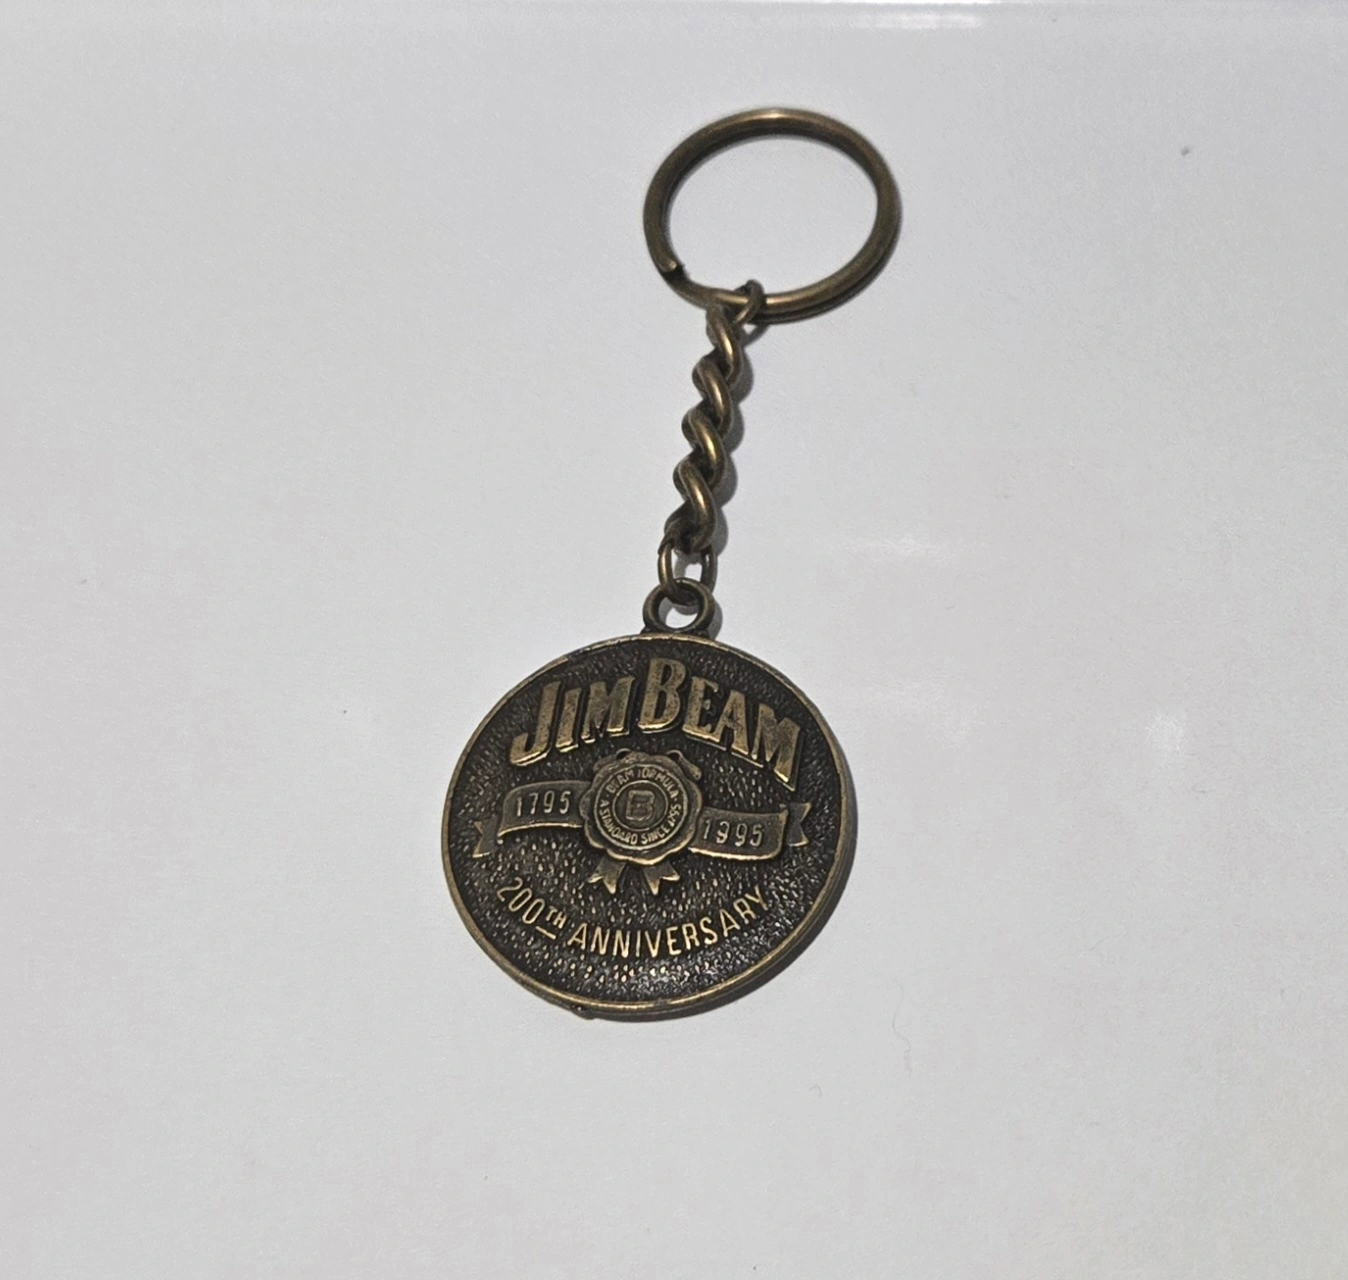 JIM BEAM
1795
BEAM FORMULA
B
A STANDARD SINCE 1795
1995
200TH ANNIVERSARY